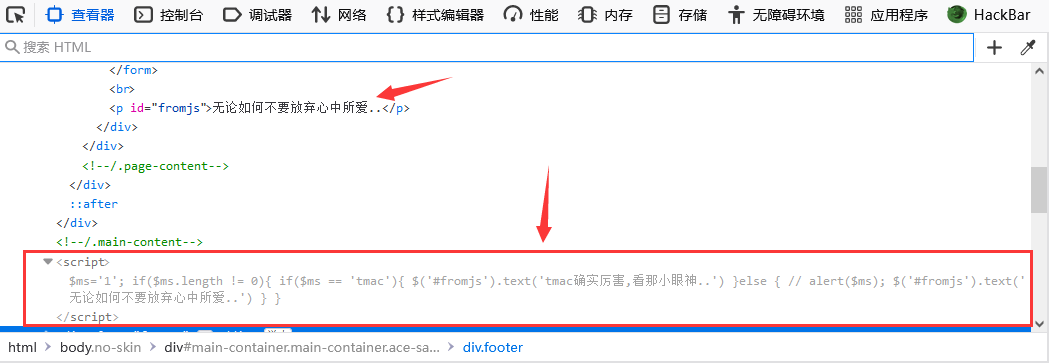 查看器 控制台 调试器 网络 样式编辑器 性能 内存 存储 无障碍环境 应用程序 HackBar
搜索 HTML
</form>
<br>
<p id="fromjs">无论如何不要放弃心中所爱..</p>
</div>
</div>
<!--/.page-content-->
</div>
::after
</div>
<!--/.main-content-->
<script>
$ms='1'; if($ms.length != 0){ if($ms == 'tmac'){ $('#fromjs').text('tmac确实厉害,看那小眼神..') }else { // alert($ms); $('#fromjs').text('
无论如何不要放弃心中所爱..') } }
</script>
html body.no-skin div#main-container.main-container.ace-sa... div.footer